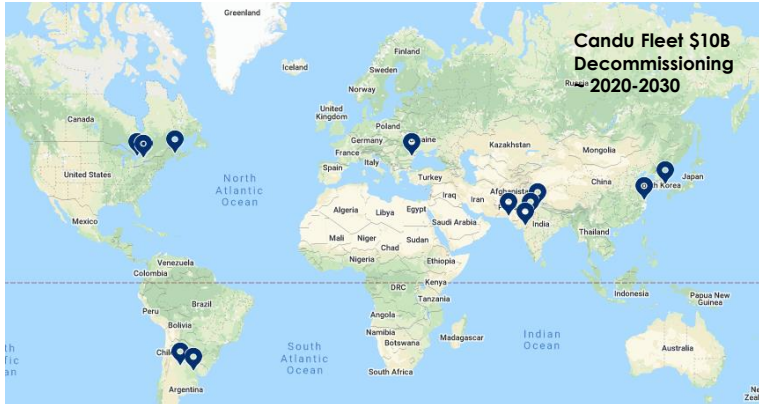 Greenland
Candu Fleet $10B
Decommissioning
~ 2020-2030
Finland
Iceland
Sweden
Russia
Norway
Canada
United
Kingdom
Poland
Ukraine
Germany
Kazakhstan
France
Mongolia
Italy
Spain
United States
Turkey
North
Atlantic
Ocean
Afghanistan
China
South Korea
Japan
Iraq
Iran
Algeria
Libya
Egypt
Saudi Arabia
India
Mexico
Mali
Niger
Sudan
Chad
Thailand
Nigeria
Ethiopia
Venezuela
Colombia
Kenya
DRC
Indonesia
Papua New
Guinea
Tanzania
Brazil
Peru
Angola
Bolivia
Namibia
Madagascar
Botswana
Indian
Ocean
South
Atlantic
Ocean
Chile
Australia
South Africa
Argentina